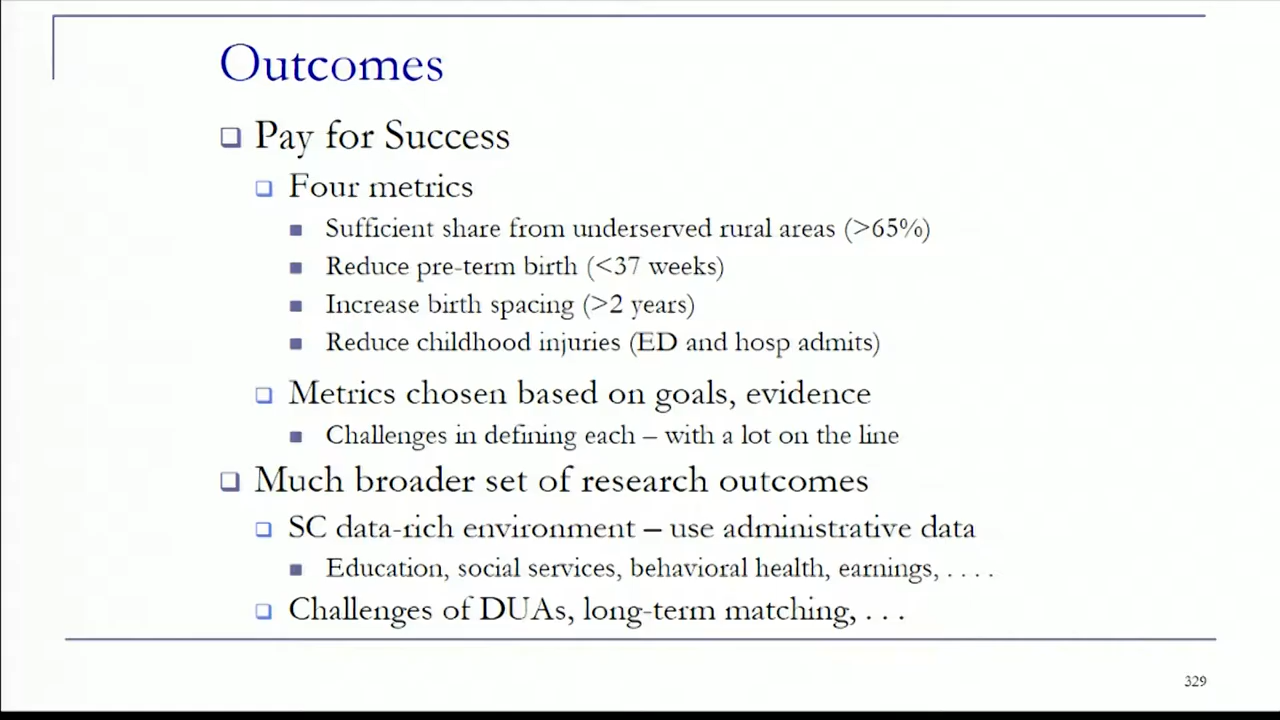 Outcomes
Pay for Success
Four metrics
Sufficient share from underserved rural areas (>65%)
Reduce pre-term birth (<37 weeks)
Increase birth spacing (>2 years)
Reduce childhood injuries (ED and hosp admits)
Metrics chosen based on goals, evidence
Challenges in defining each – with a lot on the line
Much broader set of research outcomes
SC data-rich environment – use administrative data
Education, social services, behavioral health, earnings, . . . .
Challenges of DUAs, long-term matching, . . .
329